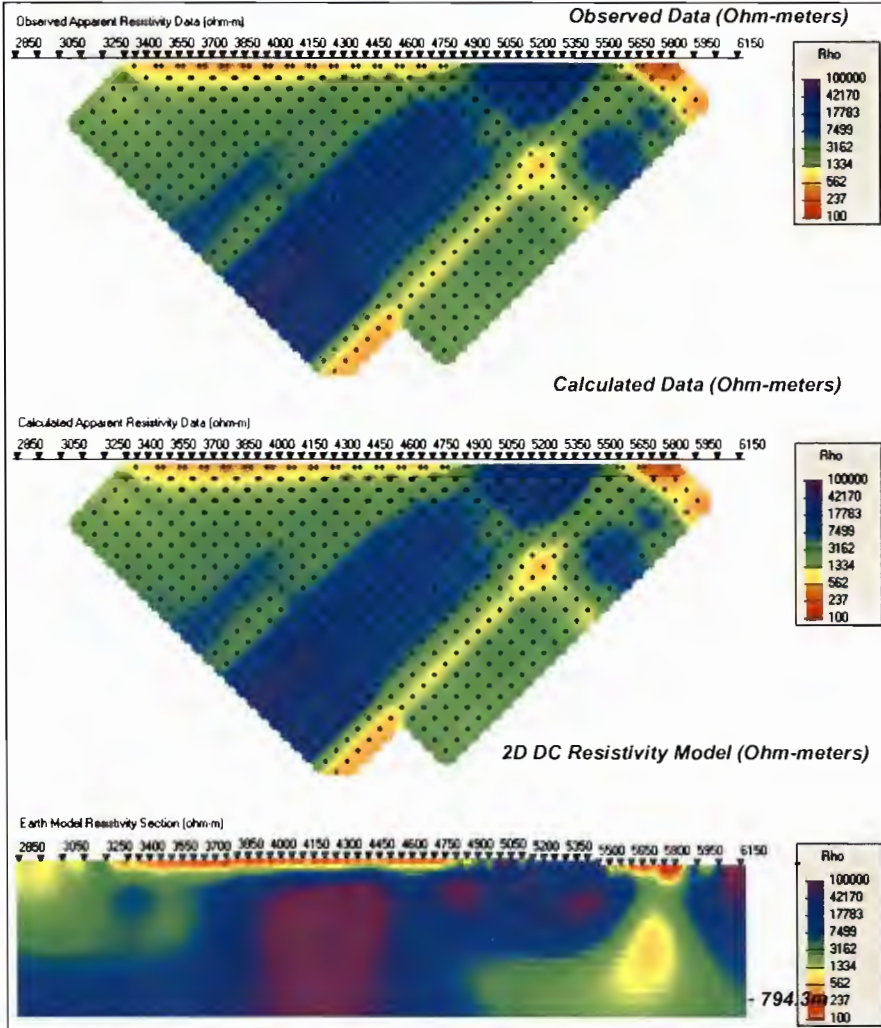 Observed Data (Ohm-meters)
Observed Apparent Resistivity Data (ohm-m)
2850 3050 3250 3400 3550 3700 3850 4000 4150 4300 4450 4600 4750 4900 5050 5200 5350 5500 5650 5800 5950 6150
Rho
100000
42170
17783
7499
3162
1334
562
237
100
Calculated Data (Ohm-meters)
Calculated Apparent Resistivity Data (ohm-m)
2850 3050 3250 3400 3550 3700 3850 4000 4150 4300 4450 4600 4750 4900 5050 5200 5350 5500 5650 5800 5950 6150
Rho
100000
42170
17783
7499
3162
1334
562
237
100
2D DC Resistivity Model (Ohm-meters)
Earth Model Resistivity Section (ohm-m)
2850 3050 3250 3400 3550 3700 3850 4000 4150 4300 4450 4600 4750 4900 5050 5200 5350 5500 5650 5800 5950 6150
Rho
100000
42170
17783
7499
3162
1334
562
237
100
- 794.3m